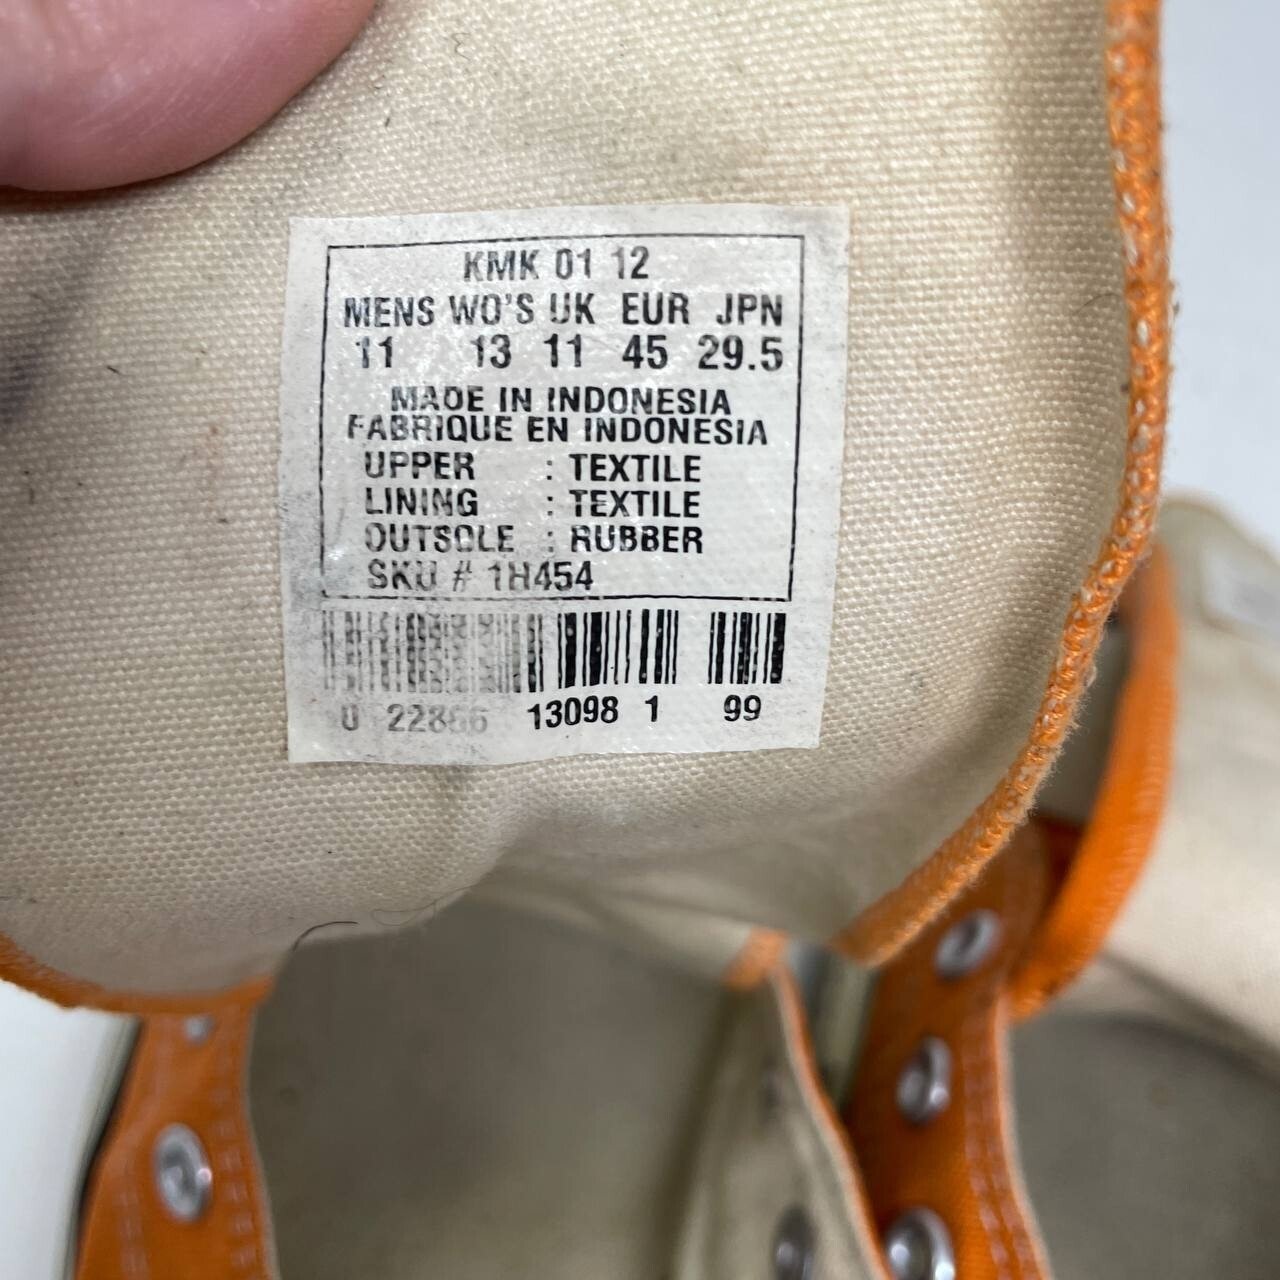 KMK 01 12
MENS WO'S UK EUR JPN
11 13 11 45 29.5
MADE IN INDONESIA
FABRIQUE EN INDONESIA
UPPER : TEXTILE
LINING : TEXTILE
OUTSOLE : RUBBER
SKU # 1H454
0 22866 13098 1 99